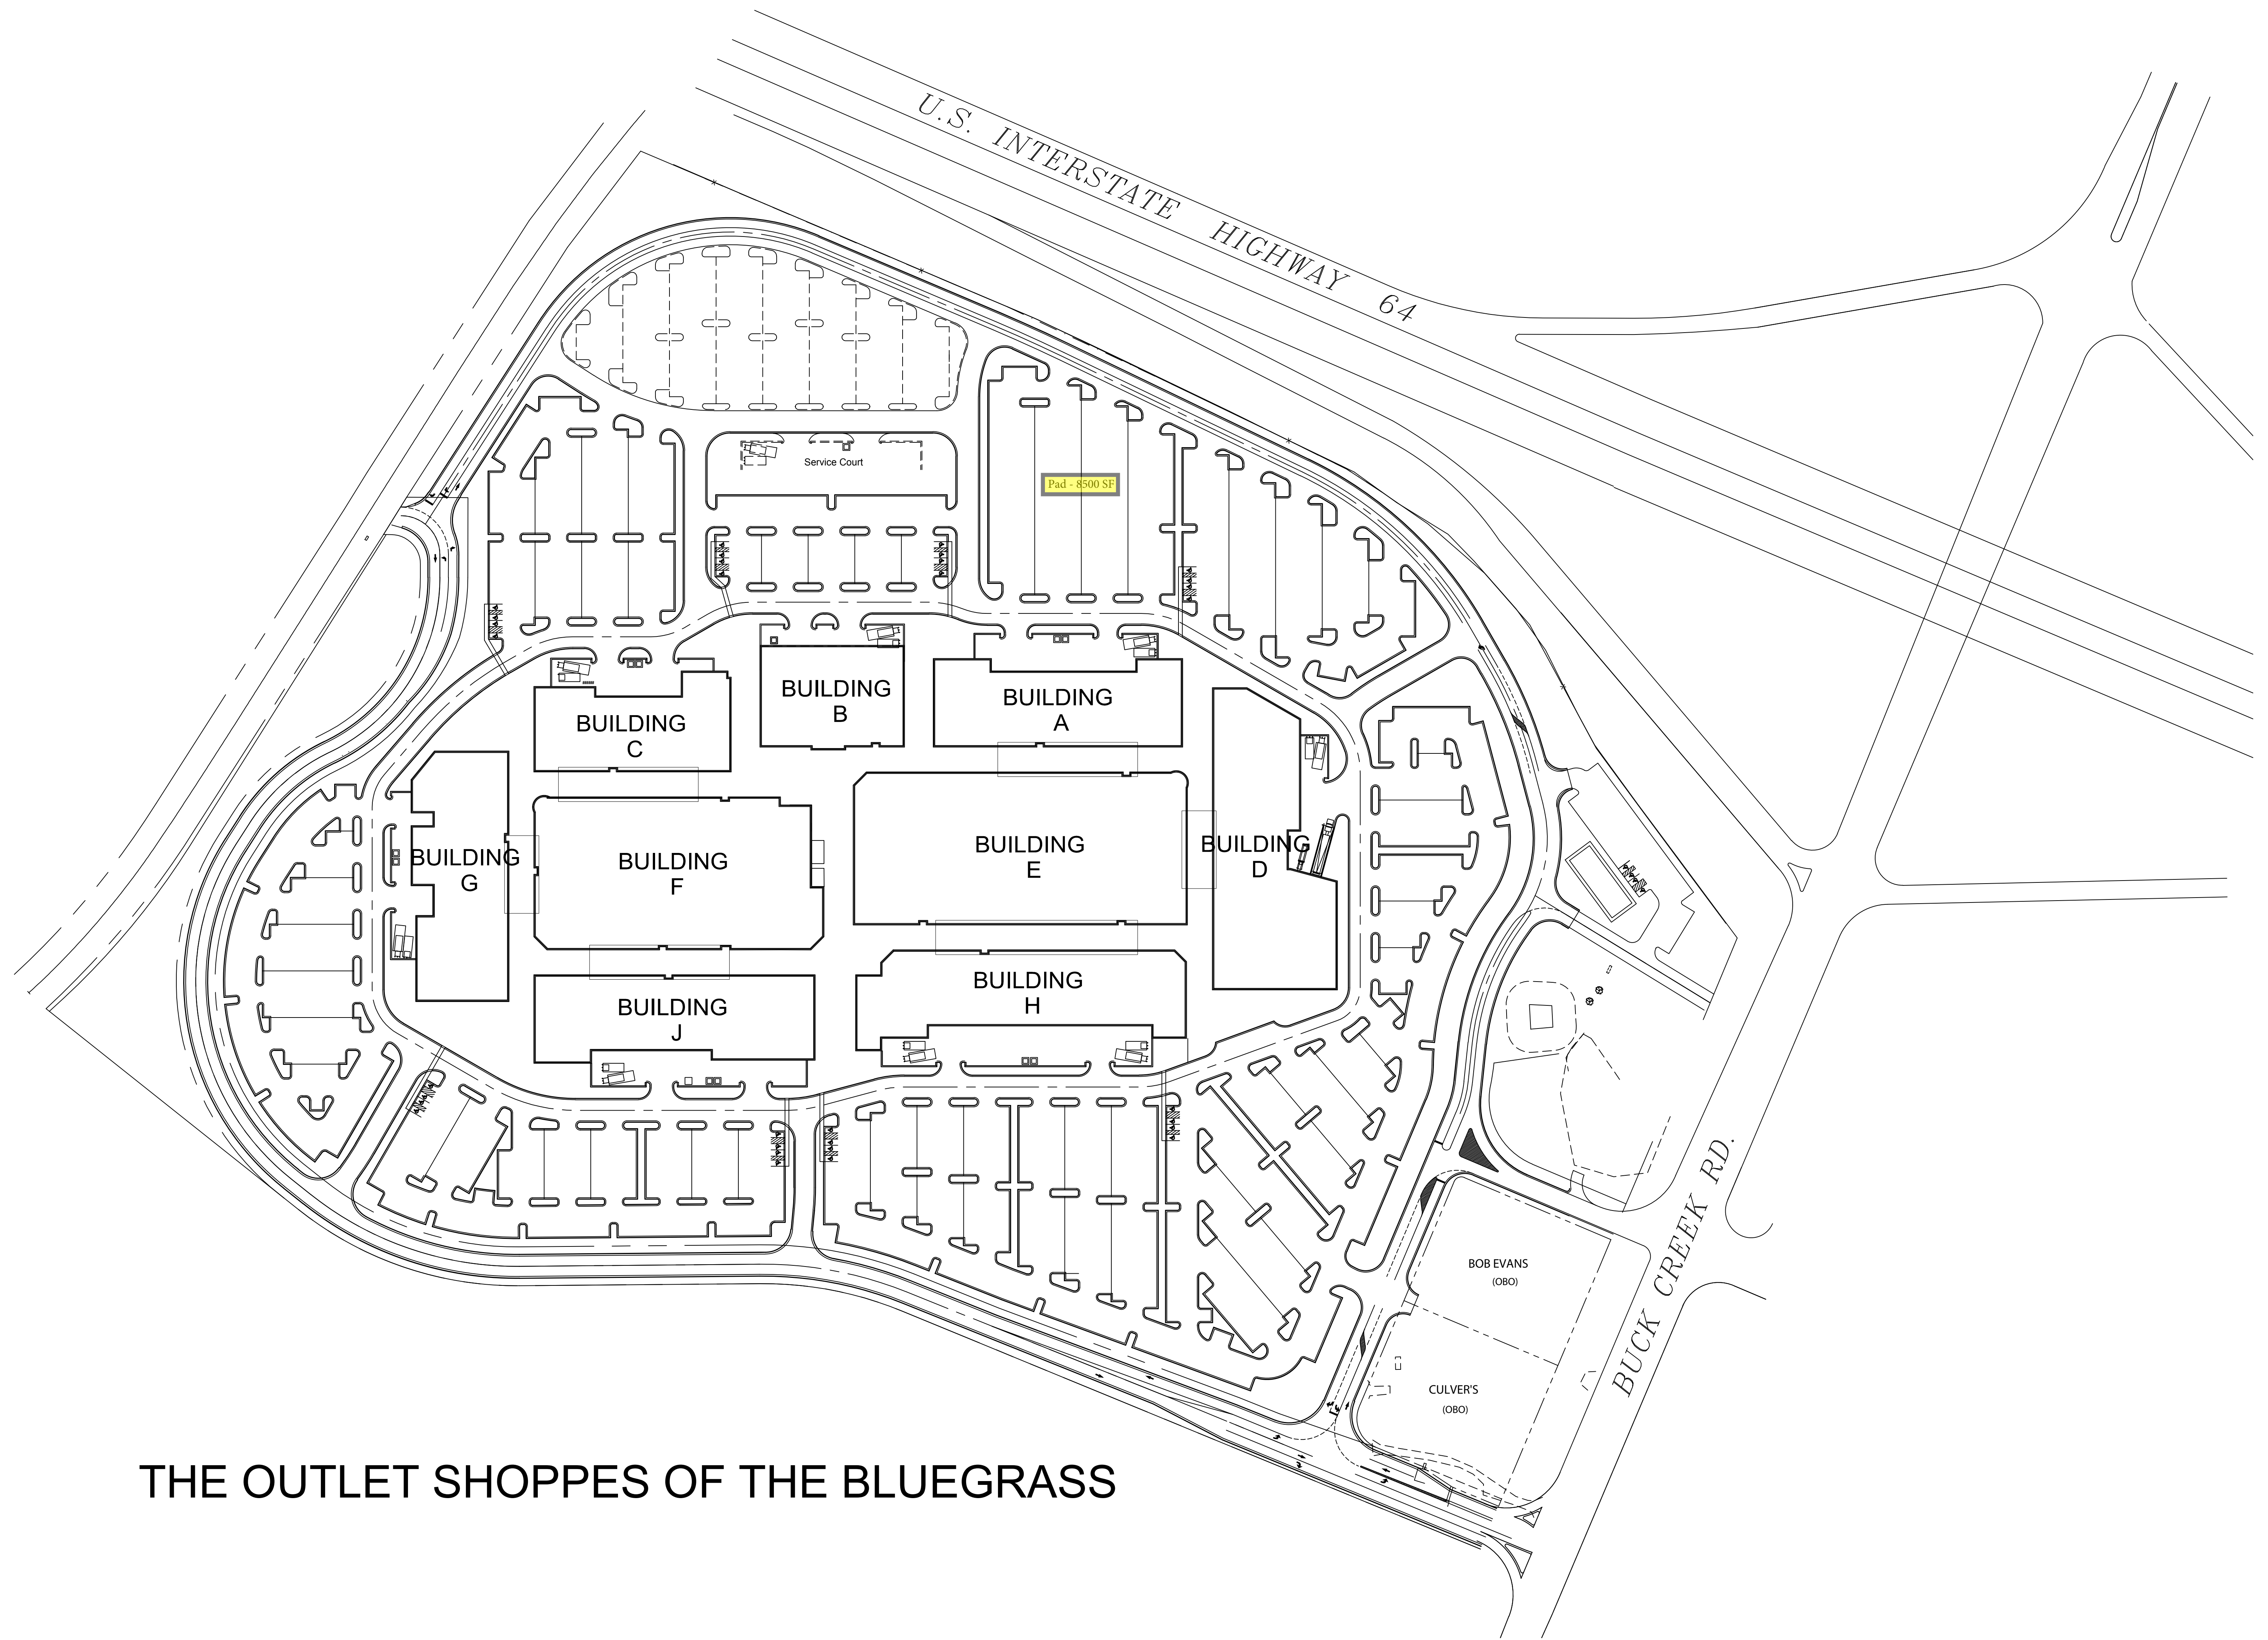 U.S. INTERSTATE HIGHWAY 64
Service Court
Pad - 8500 SF
BUILDING
B
BUILDING
A
BUILDING
C
BUILDING
E
BUILDING
D
BUILDING
G
BUILDING
F
BUILDING
H
BUILDING
J
BUCK CREEK RD.
BOB EVANS
(OBO)
CULVER'S
(OBO)
THE OUTLET SHOPPES OF THE BLUEGRASS